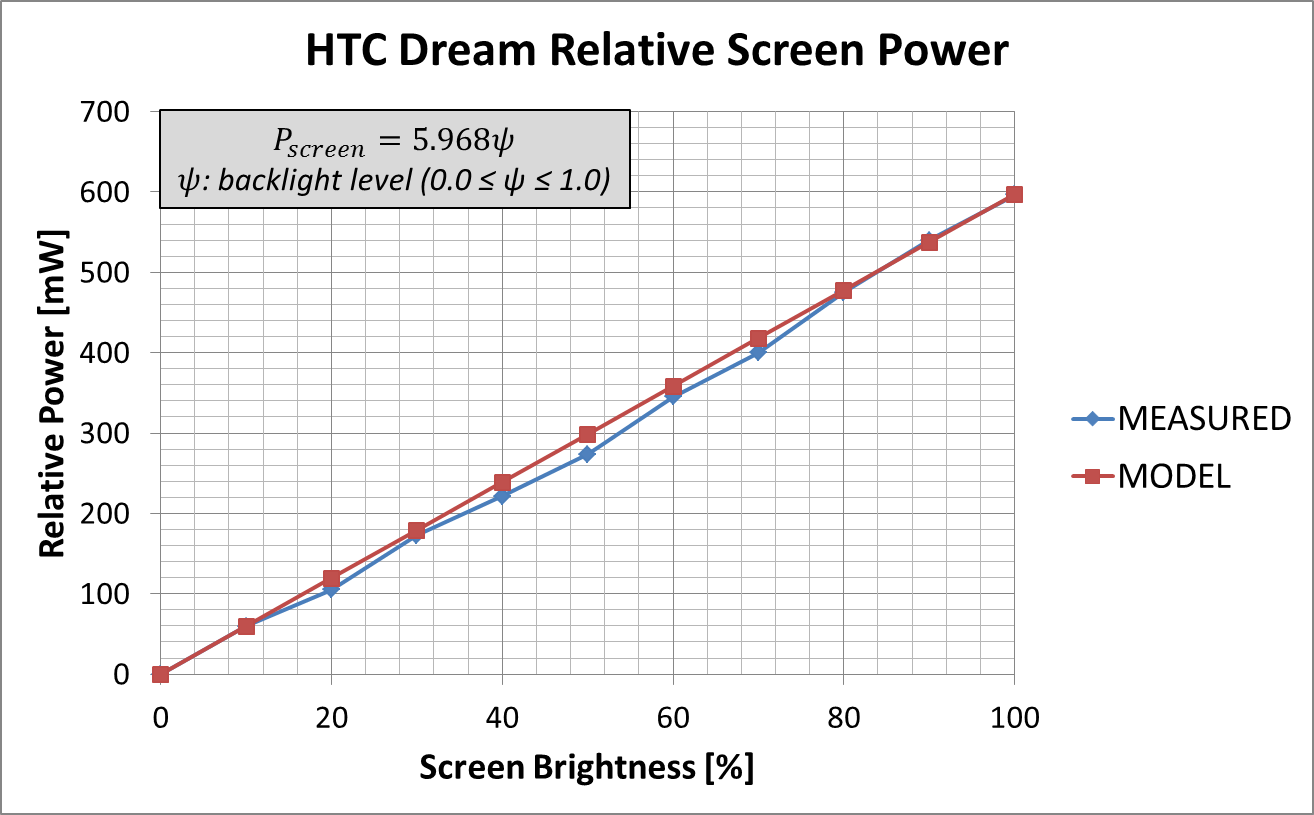 HTC Dream Relative Screen Power
P_screen = 5.968ψ
ψ: backlight level (0.0 ≤ ψ ≤ 1.0)
Relative Power [mW]
700
600
500
400
300
200
100
0
0 20 40 60 80 100
Screen Brightness [%]
MEASURED
MODEL